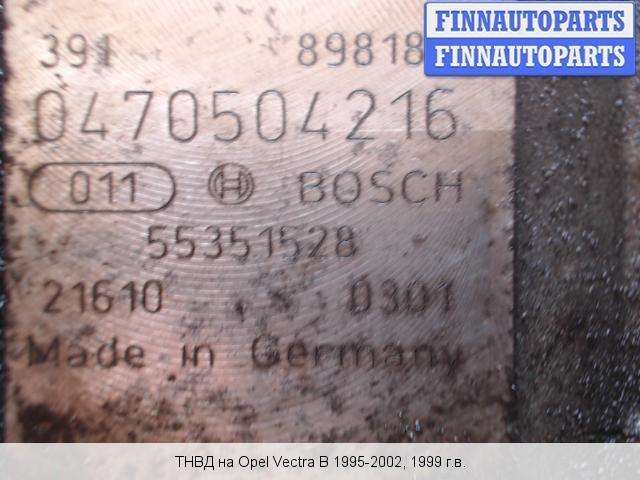 FINNAUTOPARTS
FINNAUTOPARTS
391 89818
0470504216
011 BOSCH
55351528
21610 0301
Made in Germany
ТНВД на Opel Vectra B 1995-2002, 1999 г.в.